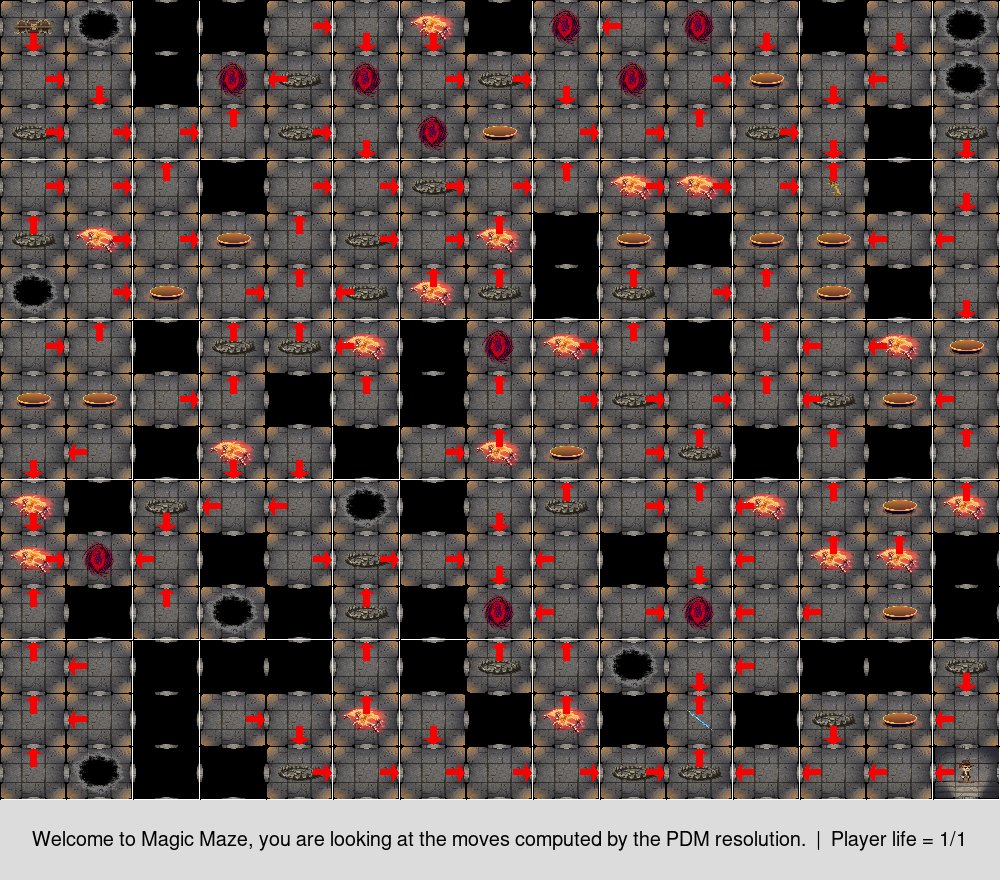 Welcome to Magic Maze, you are looking at the moves computed by the PDM resolution.  |  Player life = 1/1